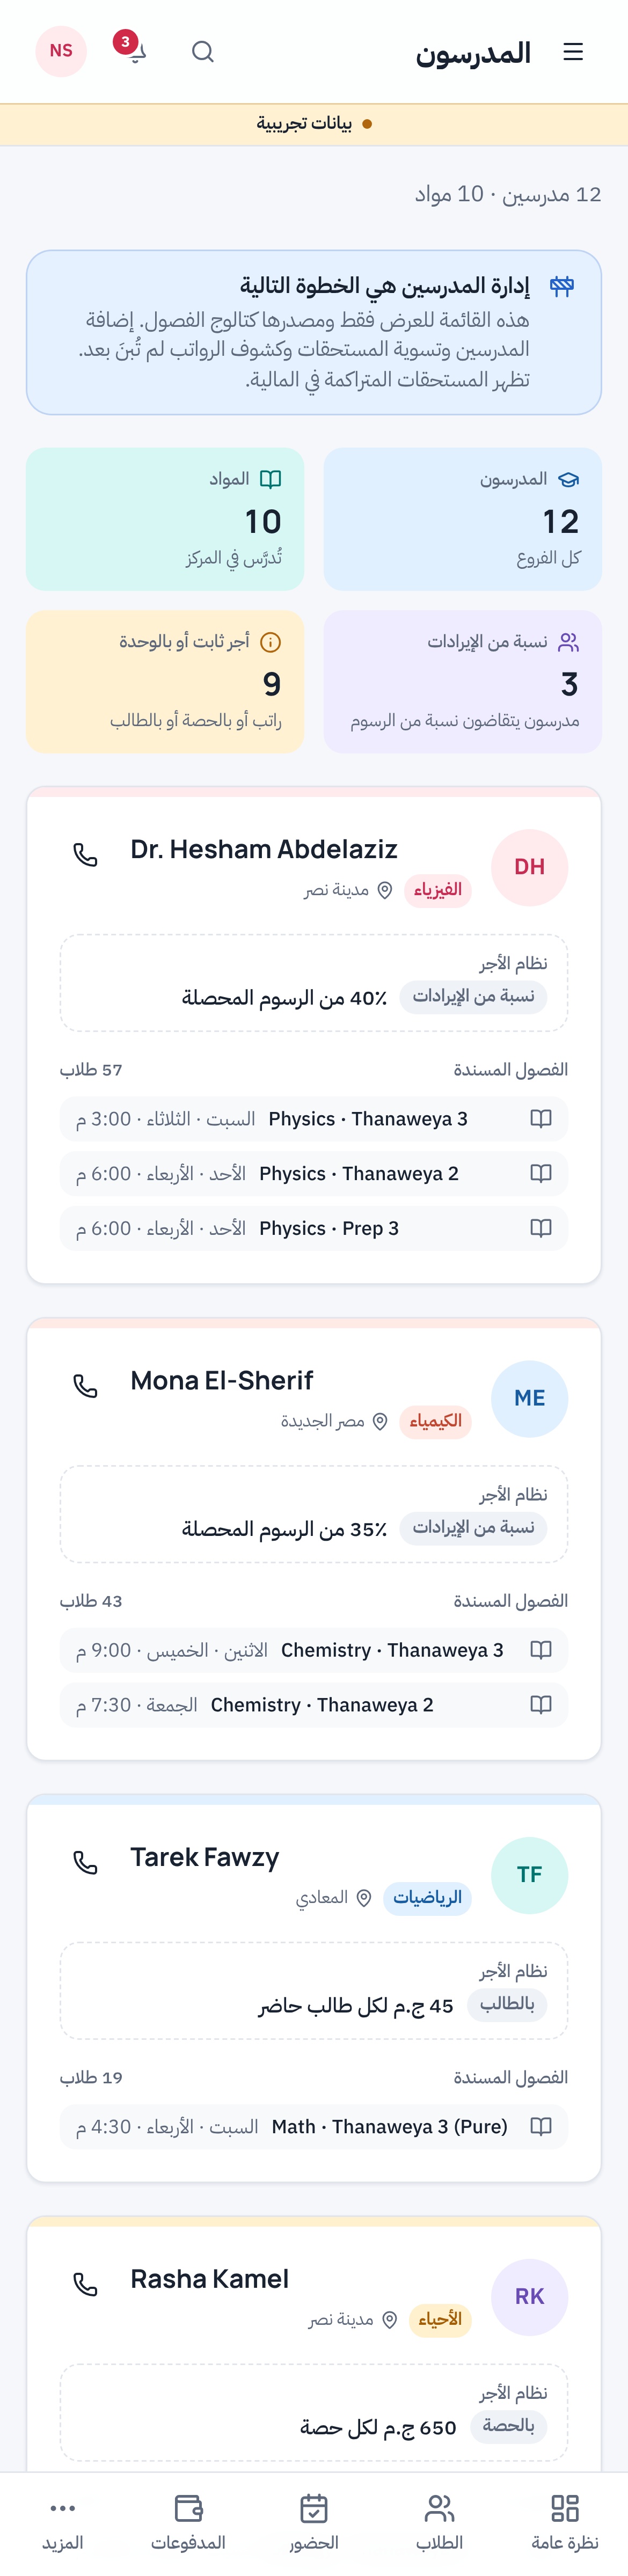 المدرسون
3
NS
بيانات تجريبية
12 مدرسين · 10 مواد
إدارة المدرسين هي الخطوة التالية
هذه القائمة للعرض فقط ومصدرها كتالوج الفصول. إضافة
المدرسين وتسوية المستحقات وكشوف الرواتب لم تُبنَ بعد.
تظهر المستحقات المتراكمة في المالية.
المدرسون
12
كل الفروع
المواد
10
تُدرَّس في المركز
نسبة من الإيرادات
3
مدرسون يتقاضون نسبة من الرسوم
أجر ثابت أو بالوحدة
9
راتب أو بالحصة أو بالطالب
DH
Dr. Hesham Abdelaziz
الفيزياء مدينة نصر
نظام الأجر
نسبة من الإيرادات 40٪ من الرسوم المحصلة
الفصول المسندة 57 طلاب
Physics · Thanaweya 3 السبت · الثلاثاء · 3:00 م
Physics · Thanaweya 2 الأحد · الأربعاء · 6:00 م
Physics · Prep 3 الأحد · الأربعاء · 6:00 م
ME
Mona El-Sherif
الكيمياء مصر الجديدة
نظام الأجر
نسبة من الإيرادات 35٪ من الرسوم المحصلة
الفصول المسندة 43 طلاب
Chemistry · Thanaweya 3 الاثنين · الخميس · 9:00 م
Chemistry · Thanaweya 2 الجمعة · 7:30 م
TF
Tarek Fawzy
الرياضيات المعادي
نظام الأجر
بالطالب 45 ج.م لكل طالب حاضر
الفصول المسندة 19 طلاب
Math · Thanaweya 3 (Pure) السبت · الأربعاء · 4:30 م
RK
Rasha Kamel
الأحياء مدينة نصر
نظام الأجر
بالحصة 650 ج.م لكل حصة
نظرة عامة
الطلاب
الحضور
المدفوعات
المزيد